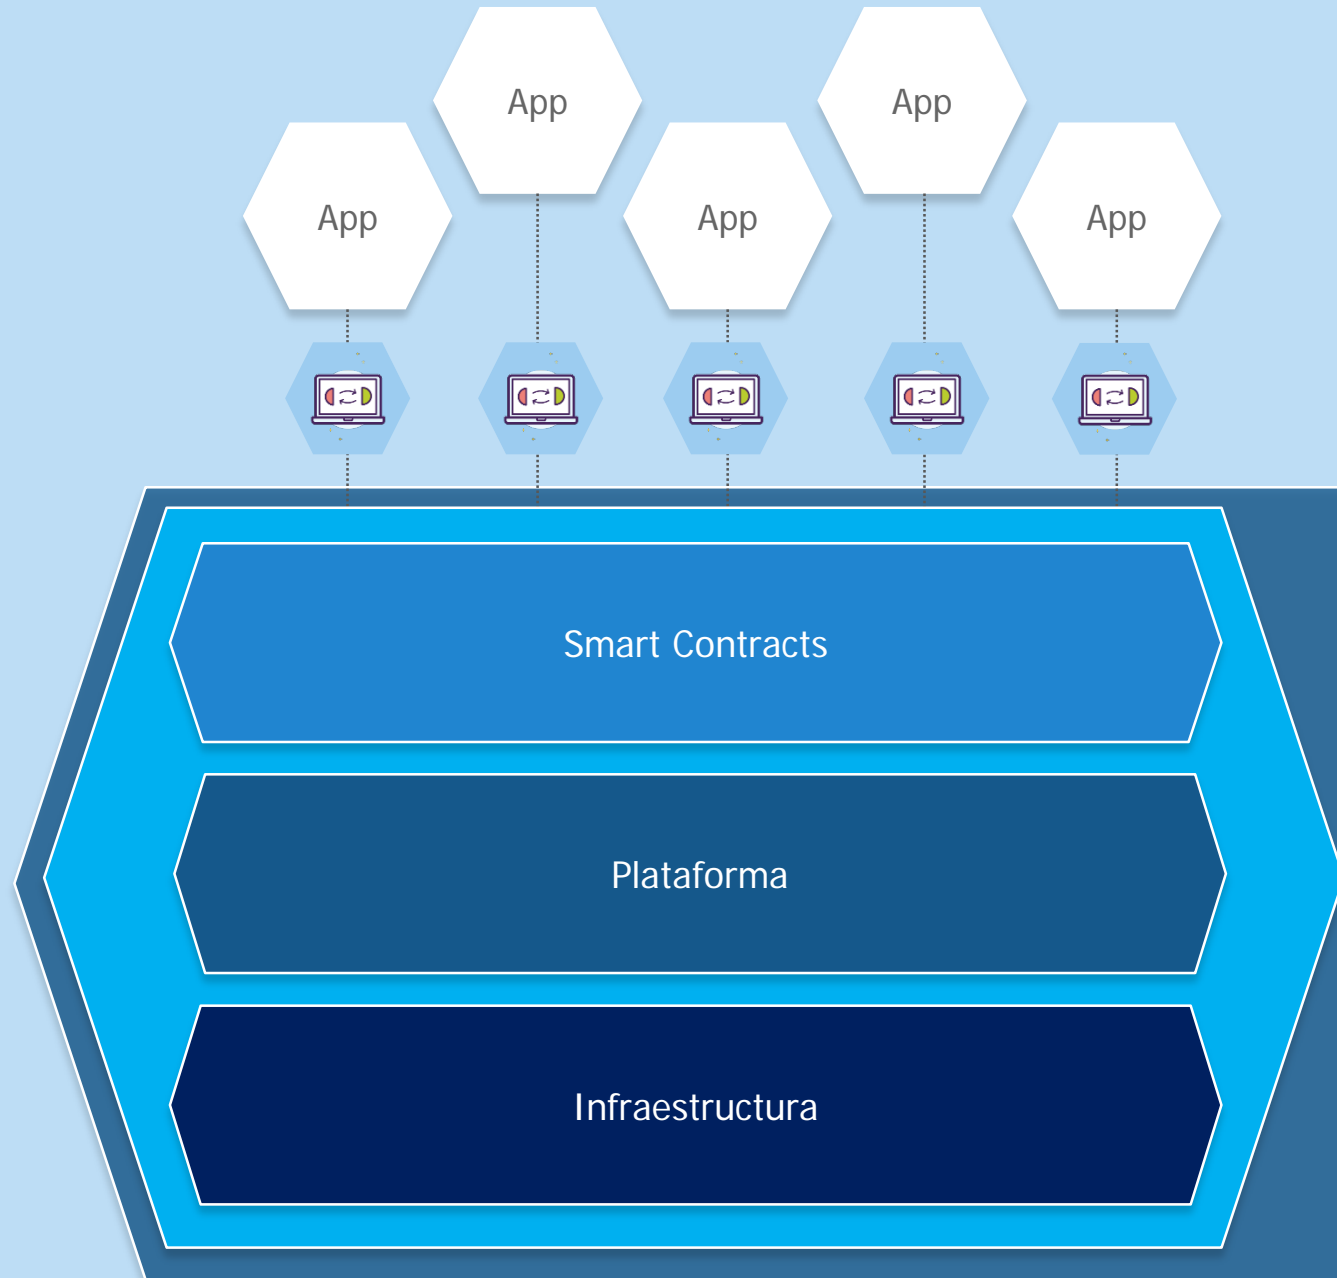 App
App
App
App
App
Smart Contracts
Plataforma
Infraestructura